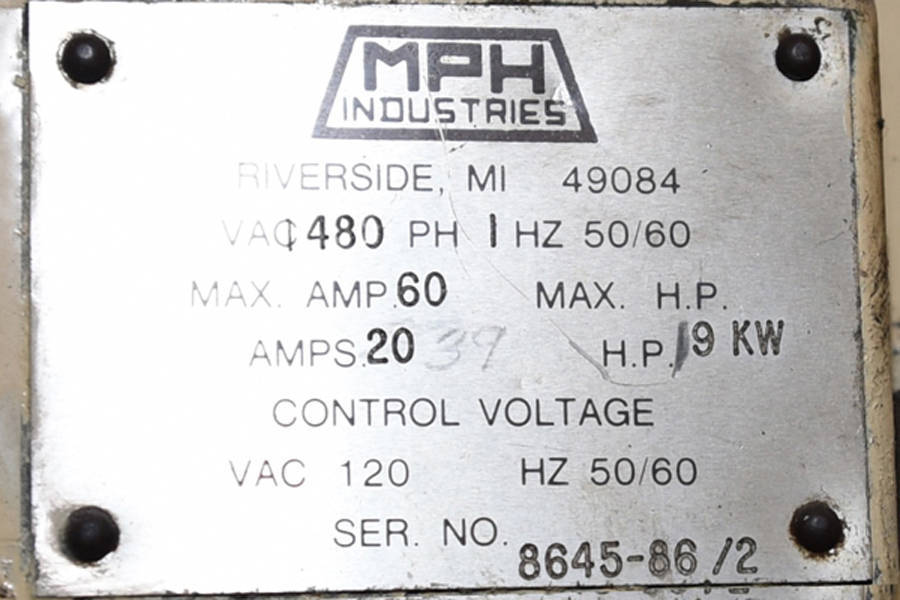 MPH
INDUSTRIES
RIVERSIDE, MI 49084
VAC 480 PH 1 HZ 50/60
MAX. AMP. 60 MAX. H.P.
AMPS. 20 39 H.P. 19 KW
CONTROL VOLTAGE
VAC 120 HZ 50/60
SER. NO. 8645-86/2